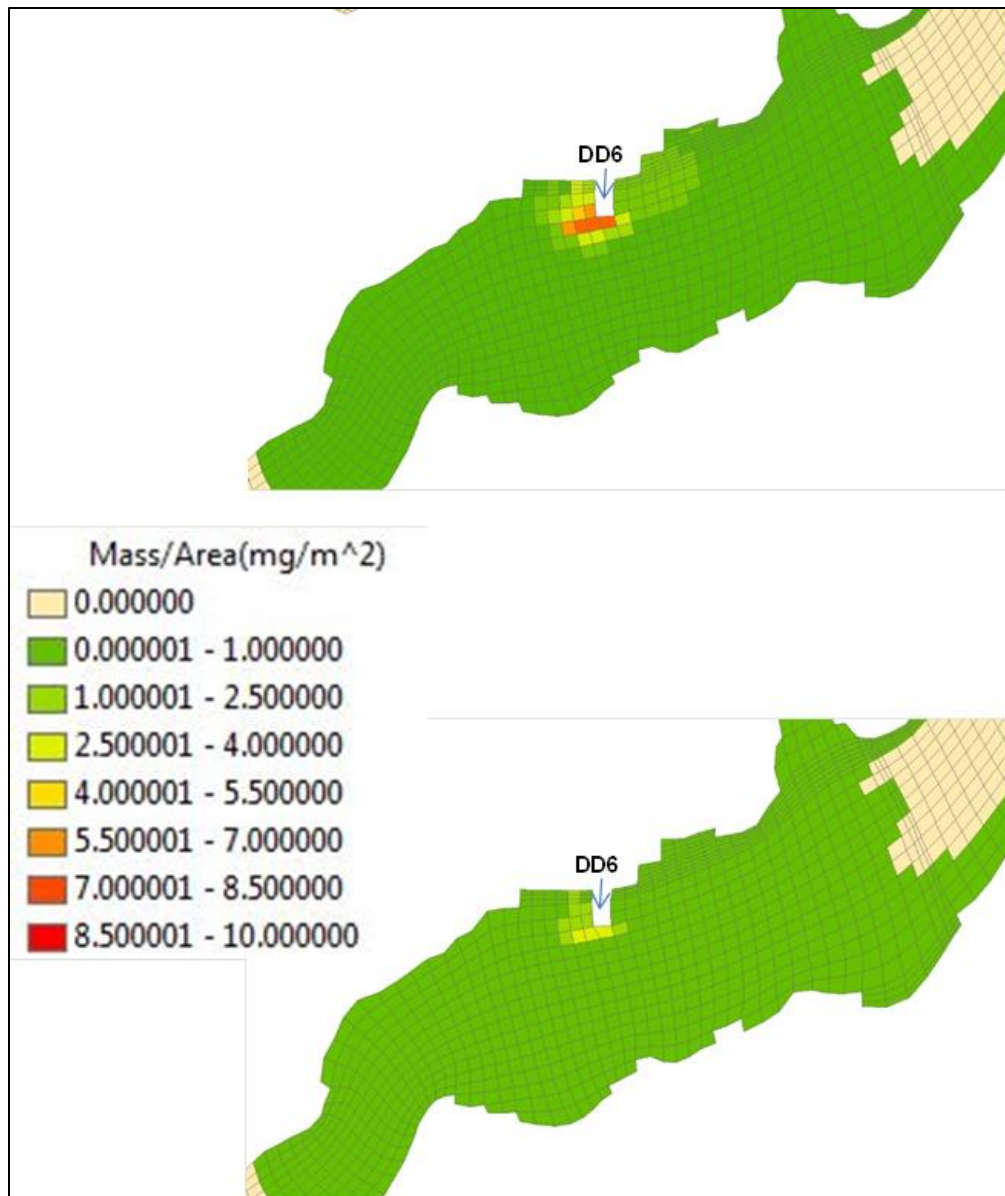 DD6
Mass/Area(mg/m^2)
0.000000
0.000001 - 1.000000
1.000001 - 2.500000
2.500001 - 4.000000
4.000001 - 5.500000
5.500001 - 7.000000
7.000001 - 8.500000
8.500001 - 10.000000
DD6